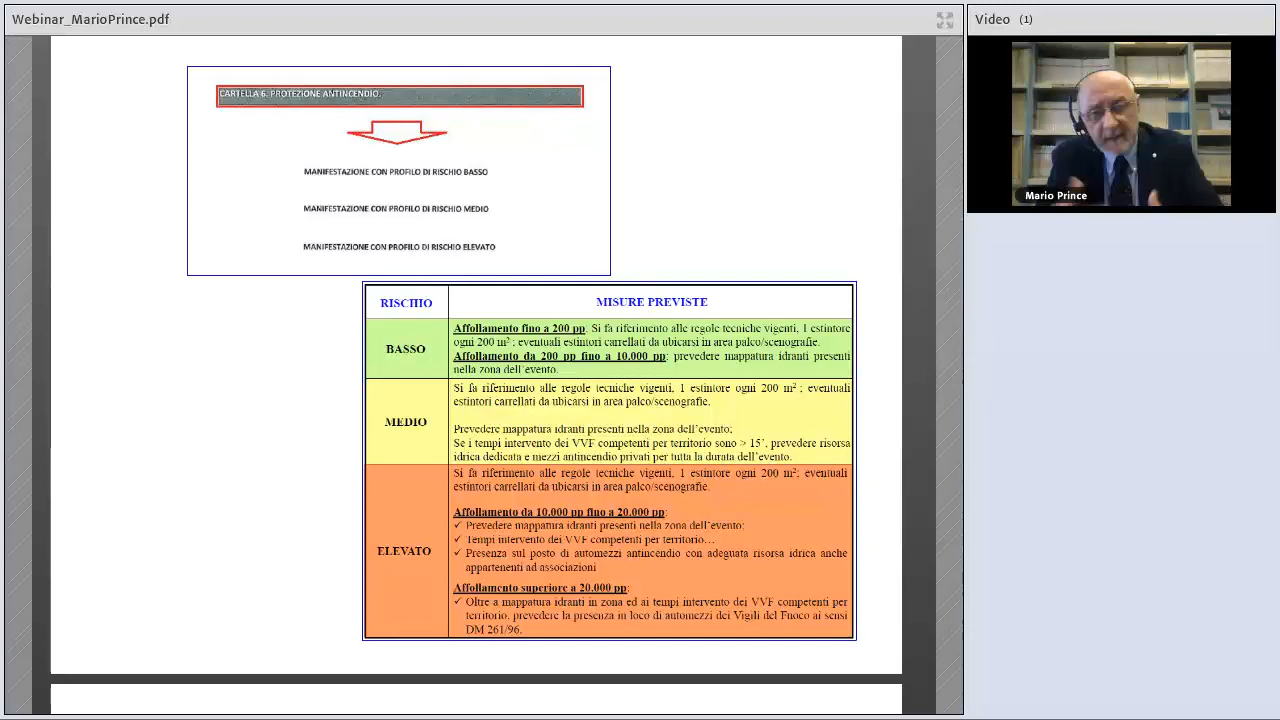 Webinar_MarioPrince.pdf
Video (1)
CARTELLA 6. PROTEZIONE ANTINCENDIO.
MANIFESTAZIONE CON PROFILO DI RISCHIO BASSO
MANIFESTAZIONE CON PROFILO DI RISCHIO MEDIO
MANIFESTAZIONE CON PROFILO DI RISCHIO ELEVATO
Mario Prince
RISCHIO
MISURE PREVISTE
BASSO
Affollamento fino a 200 pp. Si fa riferimento alle regole tecniche vigenti, 1 estintore
ogni 200 m²; eventuali estintori carrellati da ubicarsi in area palco/scenografie.
Affollamento da 200 pp fino a 10.000 pp: prevedere mappatura idranti presenti
nella zona dell'evento.
MEDIO
Si fa riferimento alle regole tecniche vigenti, 1 estintore ogni 200 m²; eventuali
estintori carrellati da ubicarsi in area palco/scenografie.
Prevedere mappatura idranti presenti nella zona dell'evento;
Se i tempi intervento dei VVF competenti per territorio sono > 15', prevedere risorsa
idrica dedicata e mezzi antincendio privati per tutta la durata dell'evento.
ELEVATO
Si fa riferimento alle regole tecniche vigenti, 1 estintore ogni 200 m²; eventuali
estintori carrellati da ubicarsi in area palco/scenografie.
Affollamento da 10.000 pp fino a 20.000 pp:
✓ Prevedere mappatura idranti presenti nella zona dell'evento;
✓ Tempi intervento dei VVF competenti per territorio…
✓ Presenza sul posto di automezzi antincendio con adeguata risorsa idrica anche
appartenenti ad associazioni
Affollamento superiore a 20.000 pp:
✓ Oltre a mappatura idranti in zona ed ai tempi intervento dei VVF competenti per
territorio, prevedere la presenza in loco di automezzi dei Vigili del Fuoco ai sensi
DM 261/96.